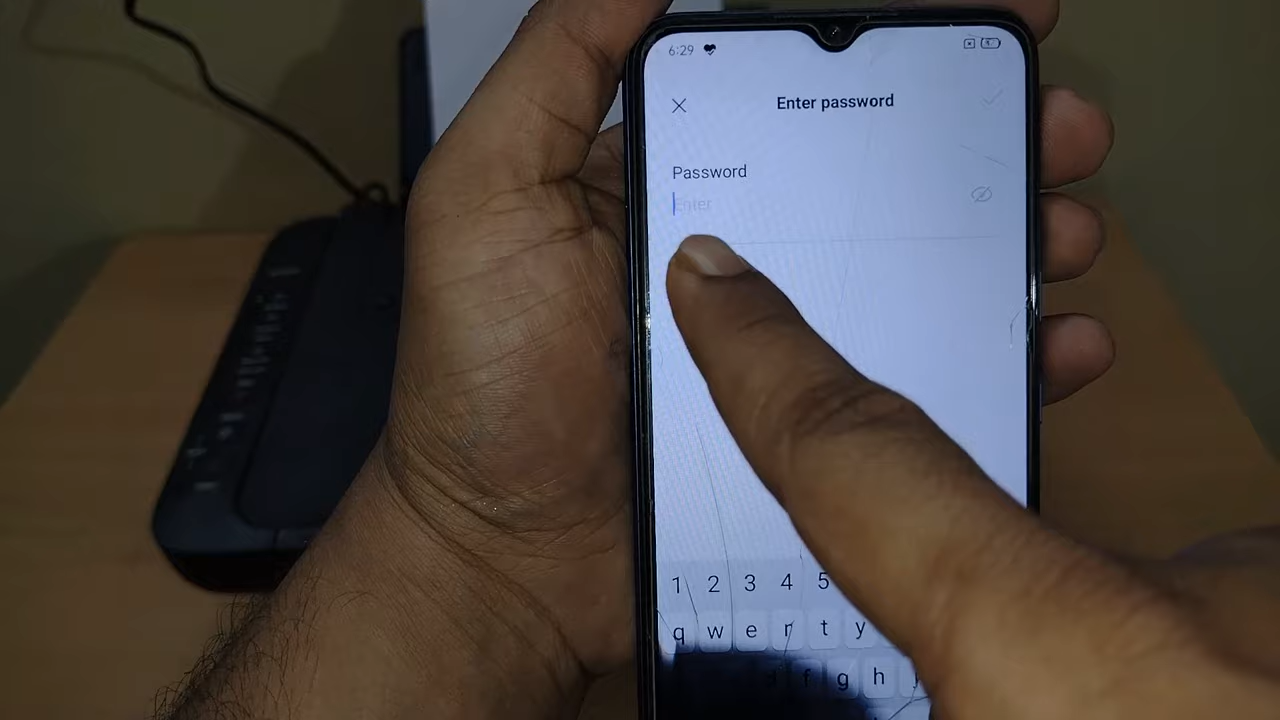 6:29
Enter password
Password
Enter
1 2 3 4 5
q w e r t y
f g h j